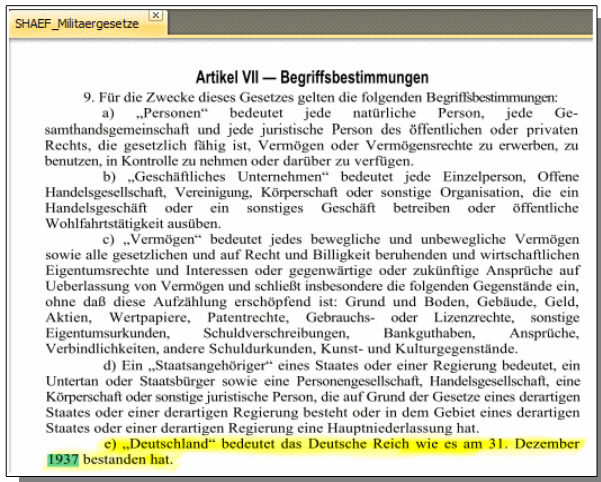 SHAEF_Militaergesetze
Artikel VII — Begriffsbestimmungen
9. Für die Zwecke dieses Gesetzes gelten die folgenden Begriffsbestimmungen:
a) „Personen“ bedeutet jede natürliche Person, jede Ge-
samthandsgemeinschaft und jede juristische Person des öffentlichen oder privaten
Rechts, die gesetzlich fähig ist, Vermögen oder Vermögensrechte zu erwerben, zu
benutzen, in Kontrolle zu nehmen oder darüber zu verfügen.
b) „Geschäftliches Unternehmen“ bedeutet jede Einzelperson, Offene
Handelsgesellschaft, Vereinigung, Körperschaft oder sonstige Organisation, die ein
Handelsgeschäft oder ein sonstiges Geschäft betreiben oder öffentliche
Wohlfahrtstätigkeit ausüben.
c) „Vermögen“ bedeutet jedes bewegliche und unbewegliche Vermögen
sowie alle gesetzlichen und auf Recht und Billigkeit beruhenden und wirtschaftlichen
Eigentumsrechte und Interessen oder gegenwärtige oder zukünftige Ansprüche auf
Ueberlassung von Vermögen und schließt insbesondere die folgenden Gegenstände ein,
ohne daß diese Aufzählung erschöpfend ist: Grund und Boden, Gebäude, Geld,
Aktien, Wertpapiere, Patentrechte, Gebrauchs- oder Lizenzrechte, sonstige
Eigentumsurkunden, Schuldverschreibungen, Bankguthaben, Ansprüche,
Verbindlichkeiten, andere Schuldurkunden, Kunst- und Kulturgegenstände.
d) Ein „Staatsangehöriger“ eines Staates oder einer Regierung bedeutet, ein
Untertan oder Staatsbürger sowie eine Personengesellschaft, Handelsgesellschaft, eine
Körperschaft oder sonstige juristische Person, die auf Grund der Gesetze eines derartigen
Staates oder einer derartigen Regierung besteht oder in dem Gebiet eines derartigen
Staates oder einer derartigen Regierung eine Hauptniederlassung hat.
e) „Deutschland“ bedeutet das Deutsche Reich wie es am 31. Dezember
1937 bestanden hat.